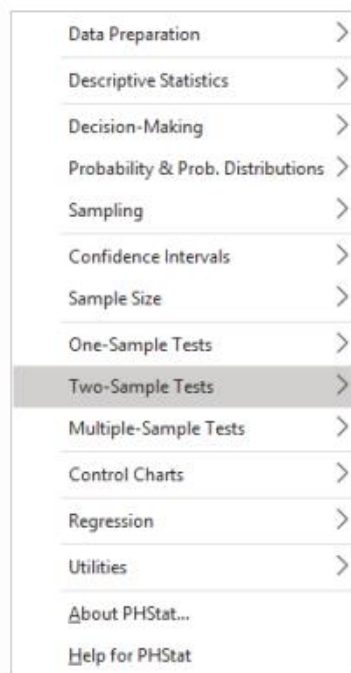 Data Preparation
Descriptive Statistics
Decision-Making
Probability & Prob. Distributions
Sampling
Confidence Intervals
Sample Size
One-Sample Tests
Two-Sample Tests
Multiple-Sample Tests
Control Charts
Regression
Utilities
About PHStat...
Help for PHStat